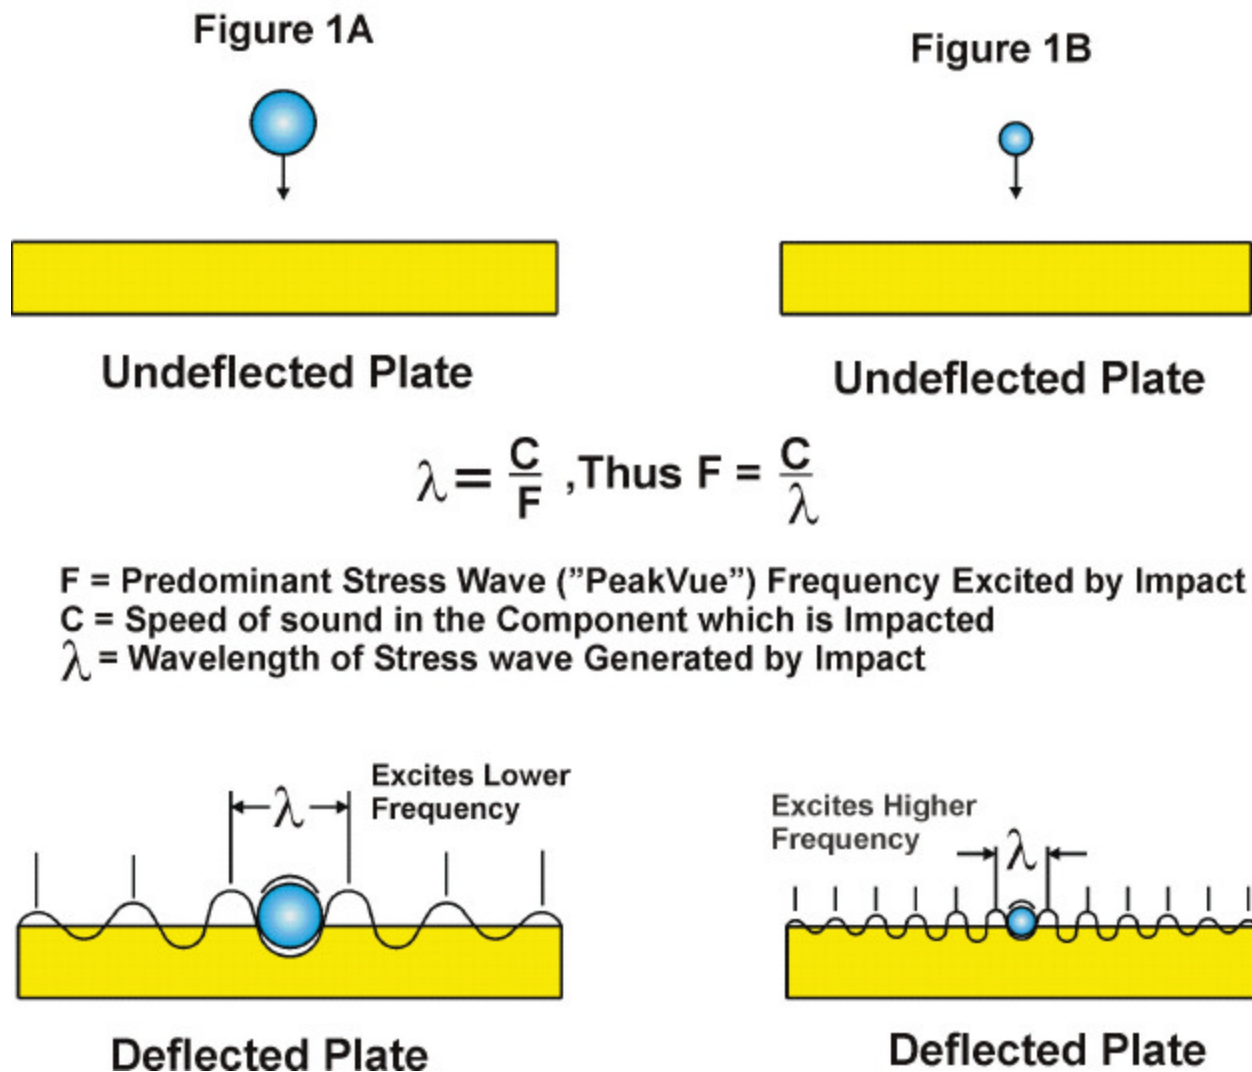 Figure 1A
Figure 1B
Undeflected Plate
Undeflected Plate
λ = C/F ,Thus F = C/λ
F = Predominant Stress Wave ("PeakVue") Frequency Excited by Impact
C = Speed of sound in the Component which is Impacted
λ = Wavelength of Stress wave Generated by Impact
Excites Lower
Frequency
λ
Excites Higher
Frequency
λ
Deflected Plate
Deflected Plate